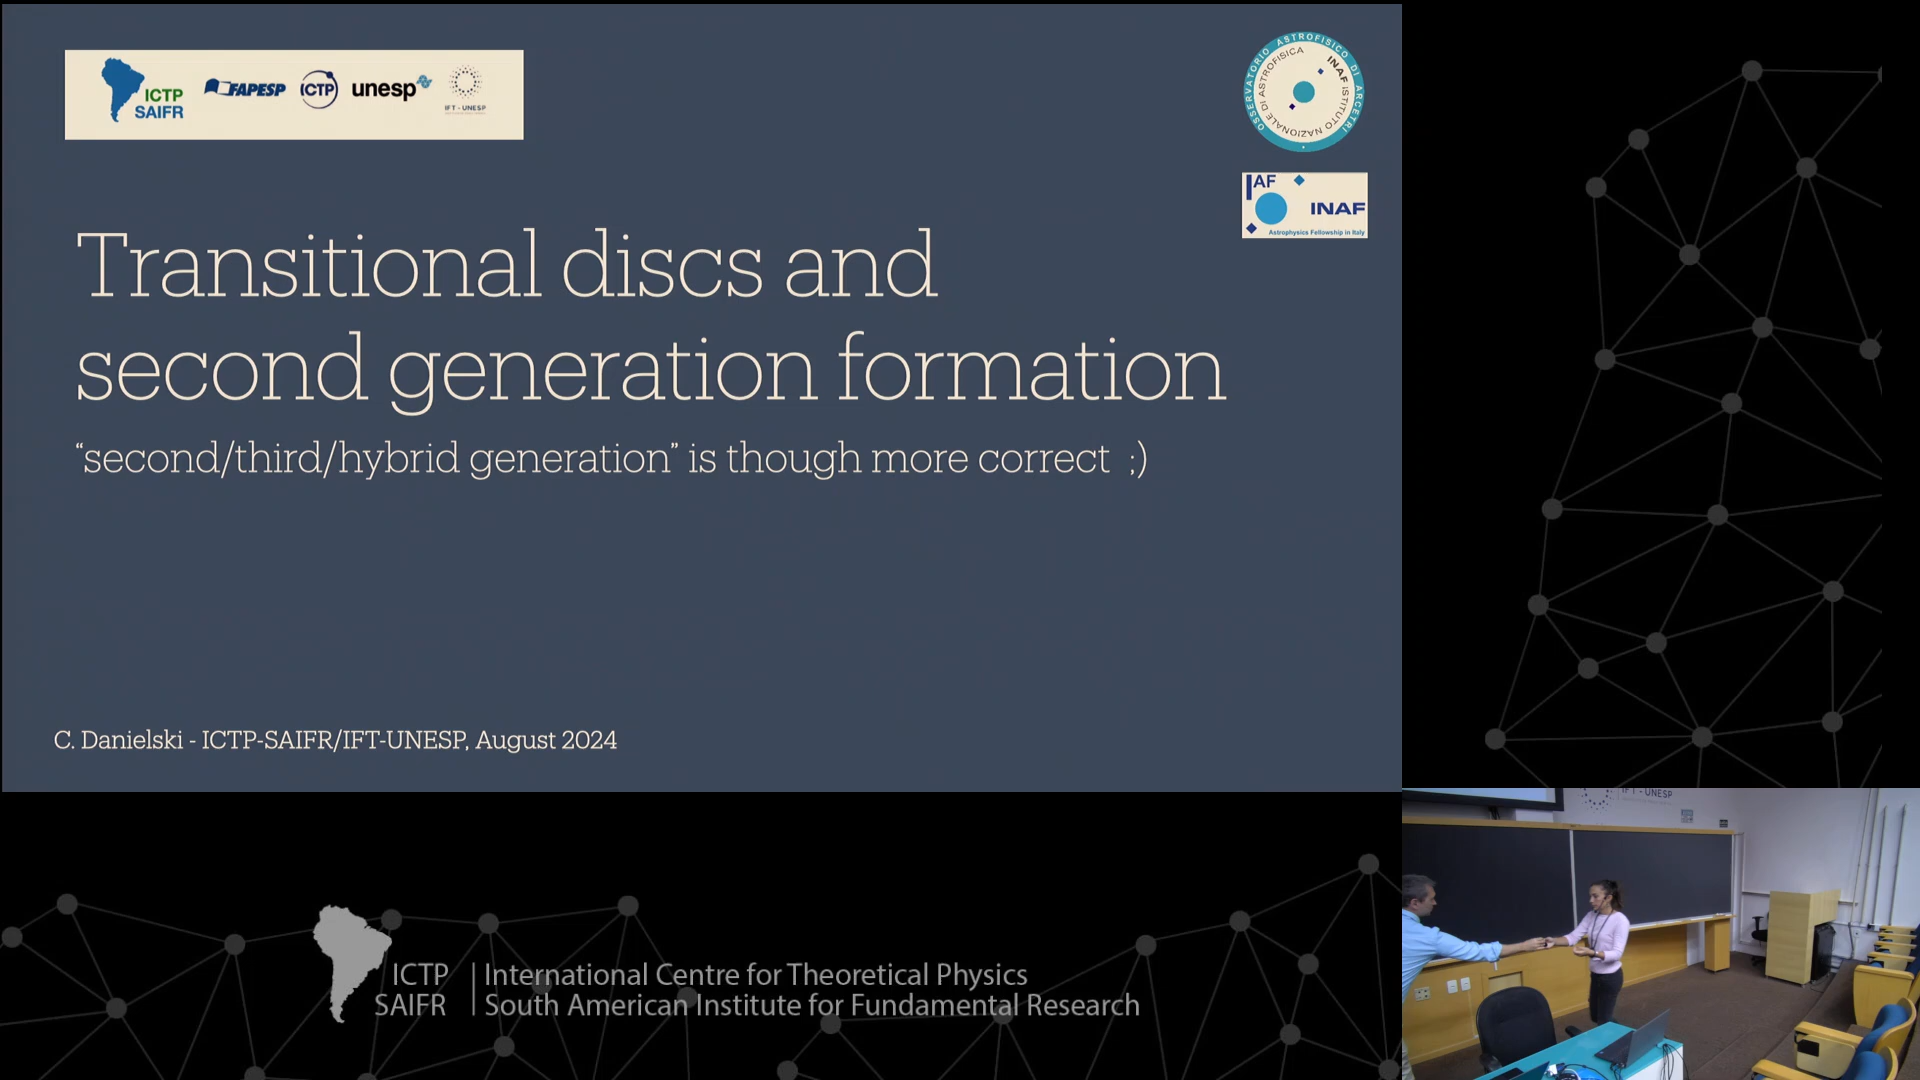 ICTP
SAIFR
FAPESP
ICTP
unesp
IFT - UNESP
OSSERVATORIO ASTROFISICO DI ARCETRI
INAF ISTITUTO NAZIONALE DI ASTROFISICA
IAF
INAF
Astrophysics Fellowship in Italy
Transitional discs and
second generation formation
“second/third/hybrid generation” is though more correct ;)
C. Danielski - ICTP-SAIFR/IFT-UNESP, August 2024
IFT - UNESP
ICTP
SAIFR
International Centre for Theoretical Physics
South American Institute for Fundamental Research